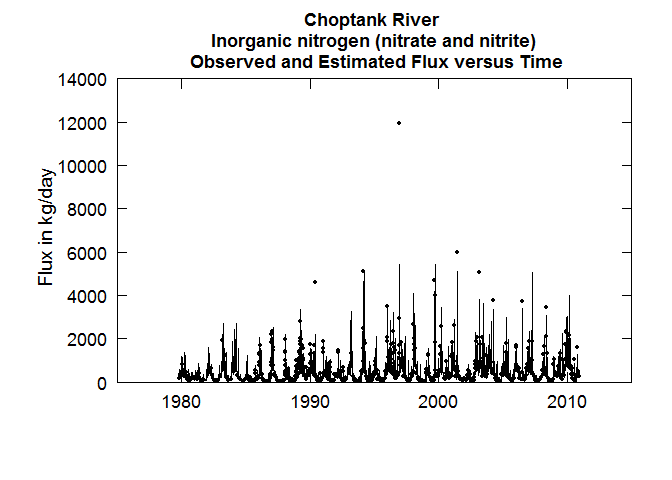 Choptank River
Inorganic nitrogen (nitrate and nitrite)
Observed and Estimated Flux versus Time
Flux in kg/day
14000
12000
10000
8000
6000
4000
2000
0
1980 1990 2000 2010